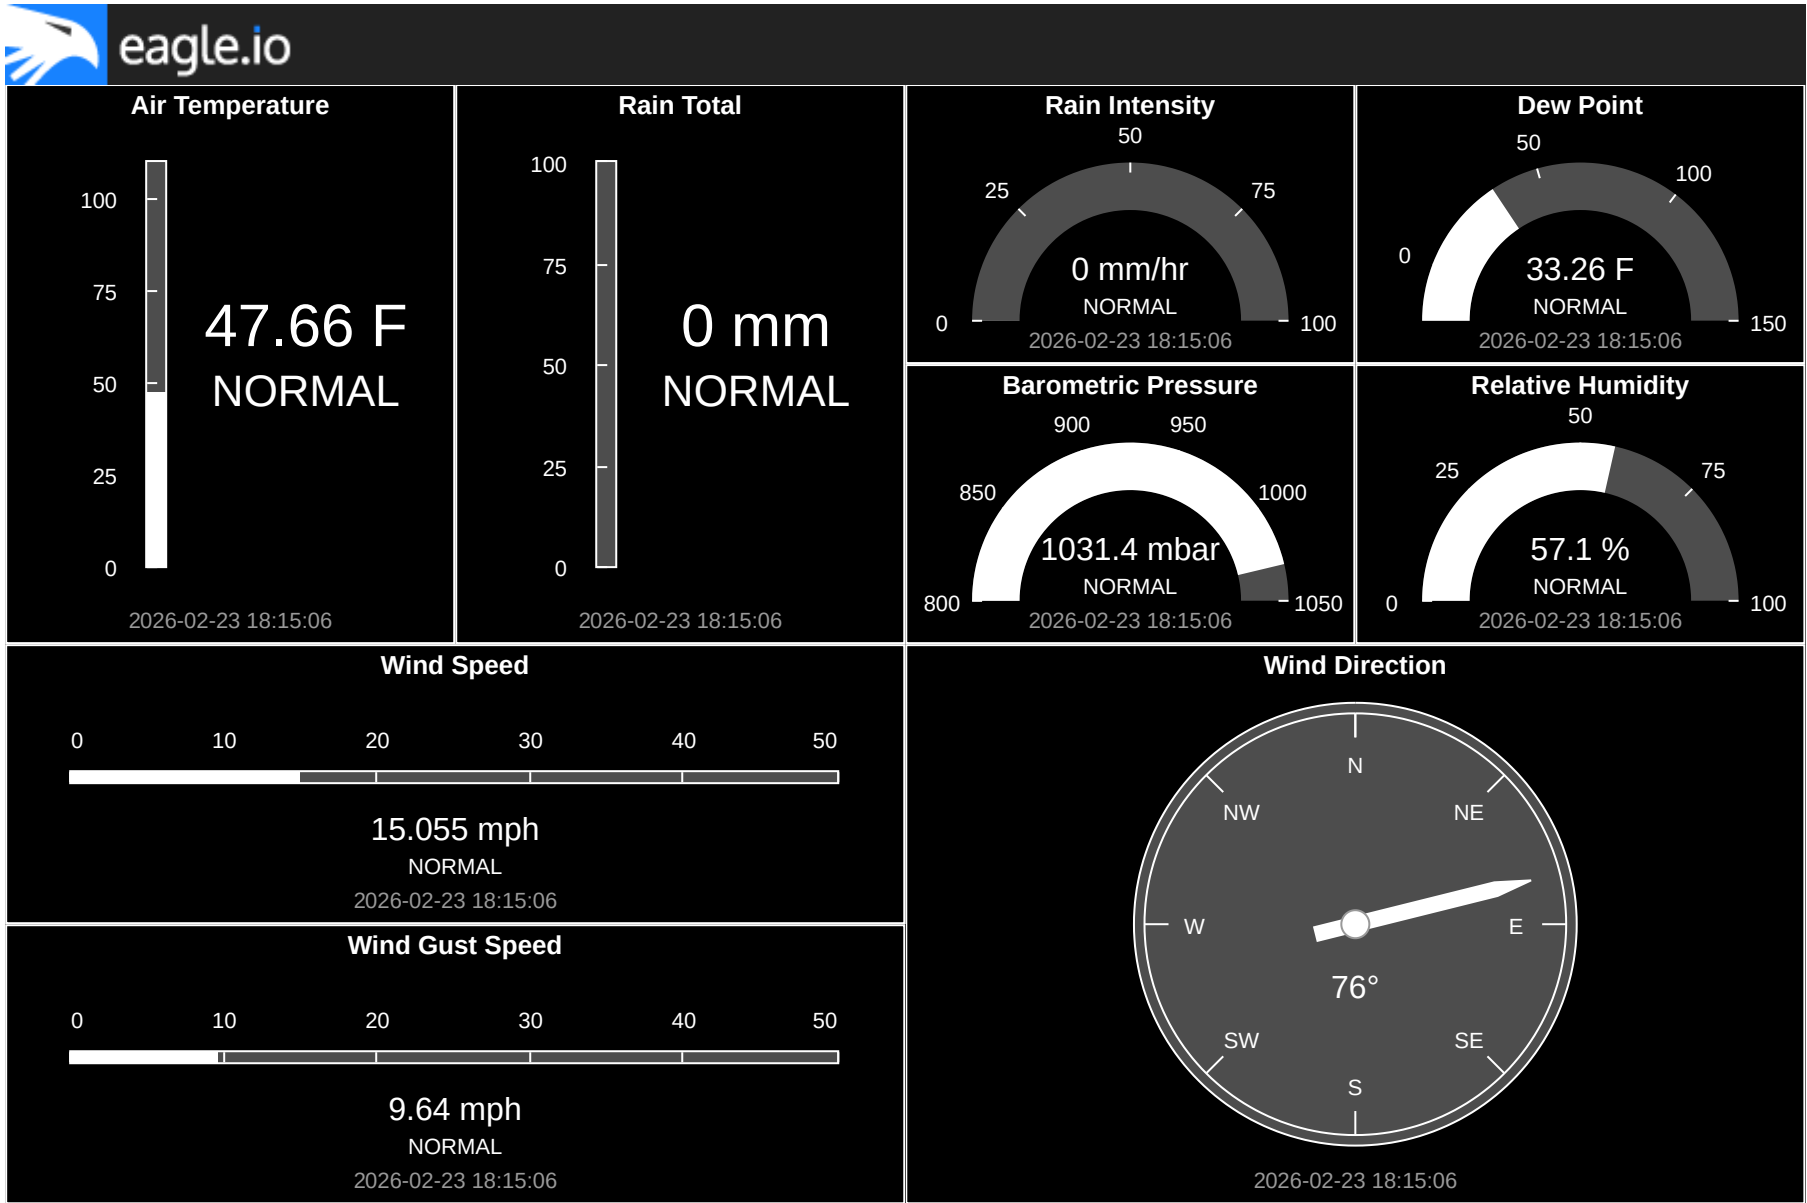 eagle.io
Air Temperature
100
75
50
25
0
47.66 F
NORMAL
2026-02-23 18:15:06
Rain Total
100
75
50
25
0
0 mm
NORMAL
2026-02-23 18:15:06
Rain Intensity
50
25
75
0
100
0 mm/hr
NORMAL
2026-02-23 18:15:06
Dew Point
50
100
0
150
33.26 F
NORMAL
2026-02-23 18:15:06
Barometric Pressure
900
950
850
1000
800
1050
1031.4 mbar
NORMAL
2026-02-23 18:15:06
Relative Humidity
50
25
75
0
100
57.1 %
NORMAL
2026-02-23 18:15:06
Wind Speed
0 10 20 30 40 50
15.055 mph
NORMAL
2026-02-23 18:15:06
Wind Gust Speed
0 10 20 30 40 50
9.64 mph
NORMAL
2026-02-23 18:15:06
Wind Direction
N
NW NE
W E
76°
SW SE
S
2026-02-23 18:15:06